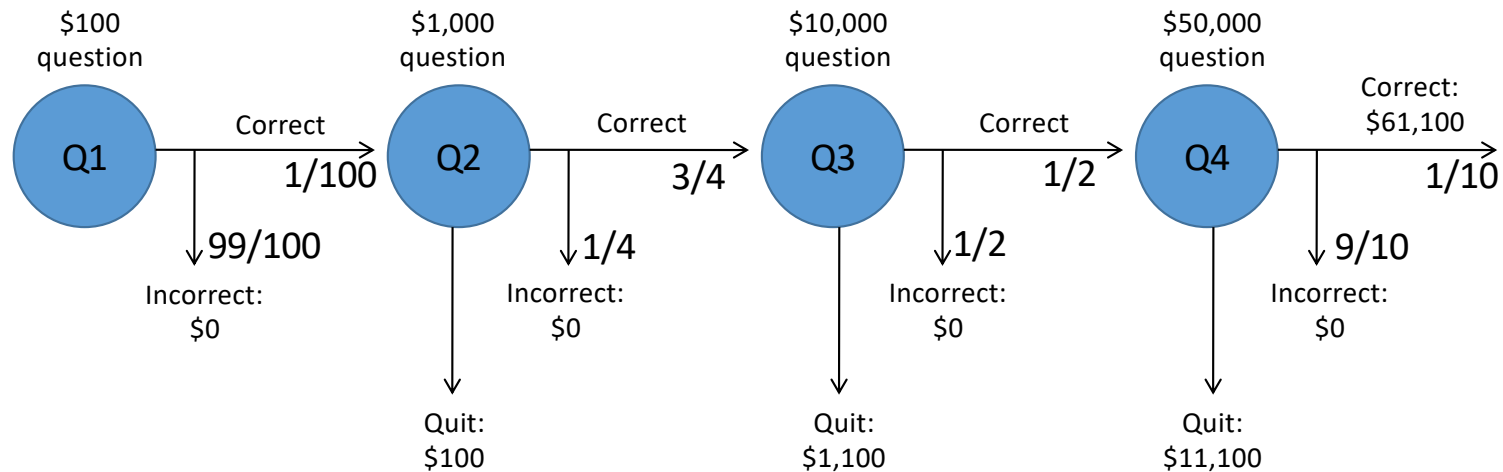 $100
question
$1,000
question
$10,000
question
$50,000
question
Correct:
$61,100
Q1
Correct
1/100
Q2
Correct
3/4
Q3
Correct
1/2
Q4
1/10
99/100
1/4
1/2
9/10
Incorrect:
$0
Incorrect:
$0
Incorrect:
$0
Incorrect:
$0
Quit:
$100
Quit:
$1,100
Quit:
$11,100